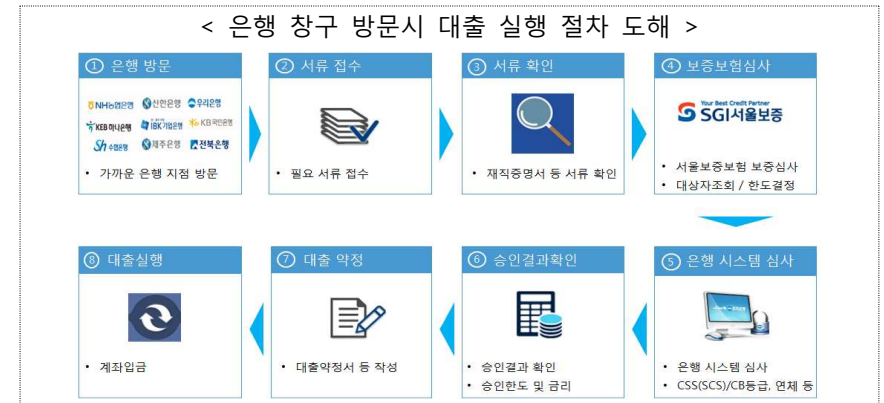 < 은행 창구 방문시 대출 실행 절차 도해 >
① 은행 방문
NH농협은행 신한은행 우리은행
KEB하나은행 IBK기업은행 KB국민은행
Sh수협은행 제주은행 전북은행
• 가까운 은행 지점 방문
② 서류 접수
• 필요 서류 접수
③ 서류 확인
• 재직증명서 등 서류 확인
④ 보증보험심사
Your Best Credit Partner
SGI서울보증
• 서울보증보험 보증심사
• 대상자조회 / 한도결정
⑤ 은행 시스템 심사
• 은행 시스템 심사
• CSS(SCS)/CB등급, 연체 등
⑥ 승인결과확인
• 승인결과 확인
• 승인한도 및 금리
⑦ 대출 약정
• 대출약정서 등 작성
⑧ 대출실행
• 계좌입금